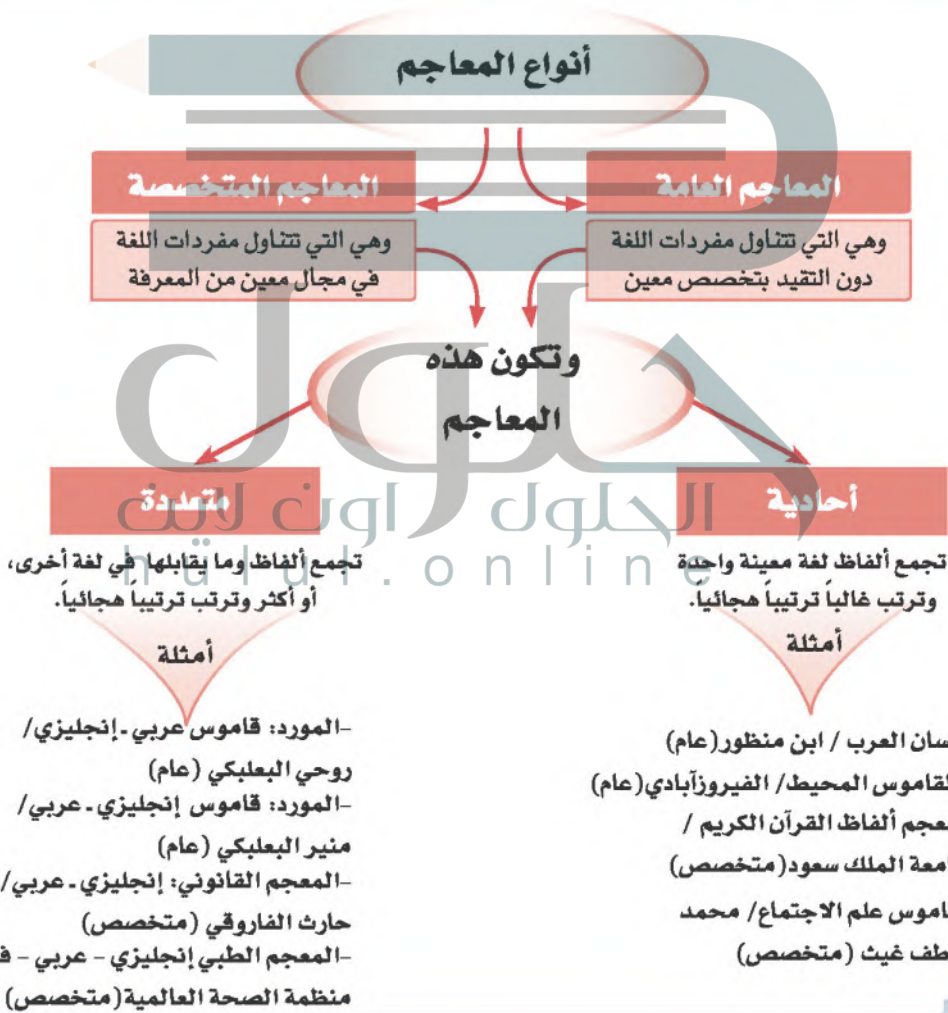 أنواع المعاجم
المعاجم العامة
وهي التي تتناول مفردات اللغة
دون التقيد بتخصص معين
المعاجم المتخصصة
وهي التي تتناول مفردات اللغة
في مجال معين من المعرفة
وتكون هذه
المعاجم
أحادية
تجمع ألفاظ لغة معينة واحدة
وترتب غالباً ترتيباً هجائياً.
أمثلة
سان العرب / ابن منظور(عام)
لقاموس المحيط/ الفيروزآبادي(عام)
عجم ألفاظ القرآن الكريم /
امعة الملك سعود(متخصص)
اموس علم الاجتماع/ محمد
طف غيث (متخصص)
متعددة
تجمع ألفاظ وما يقابلها في لغة أخرى،
أو أكثر وترتب ترتيباً هجائياً.
أمثلة
-المورد: قاموس عربي-إنجليزي/
روحي البعلبكي (عام)
-المورد: قاموس إنجليزي-عربي/
منير البعلبكي (عام)
-المعجم القانوني: إنجليزي-عربي/
حارث الفاروقي (متخصص)
-المعجم الطبي إنجليزي - عربي - ف
منظمة الصحة العالمية(متخصص)
حلول
الحلول اون لاين
hulul.online